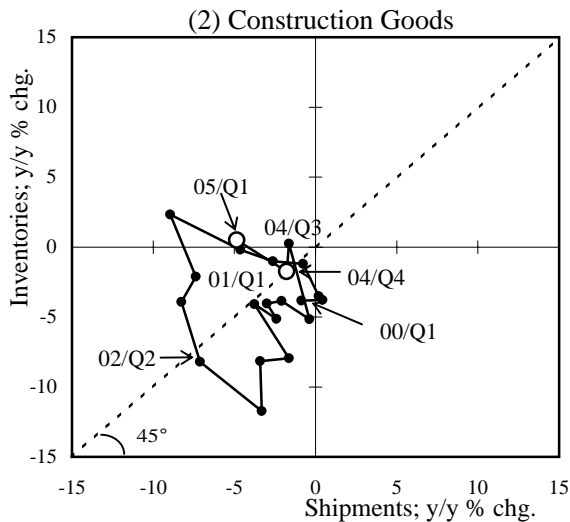 (2) Construction Goods
Inventories; y/y % chg.
15
10
5
0
-5
-10
-15
05/Q1
04/Q3
01/Q1
04/Q4
00/Q1
02/Q2
45°
-15
-10
-5
0
5
10
15
Shipments; y/y % chg.